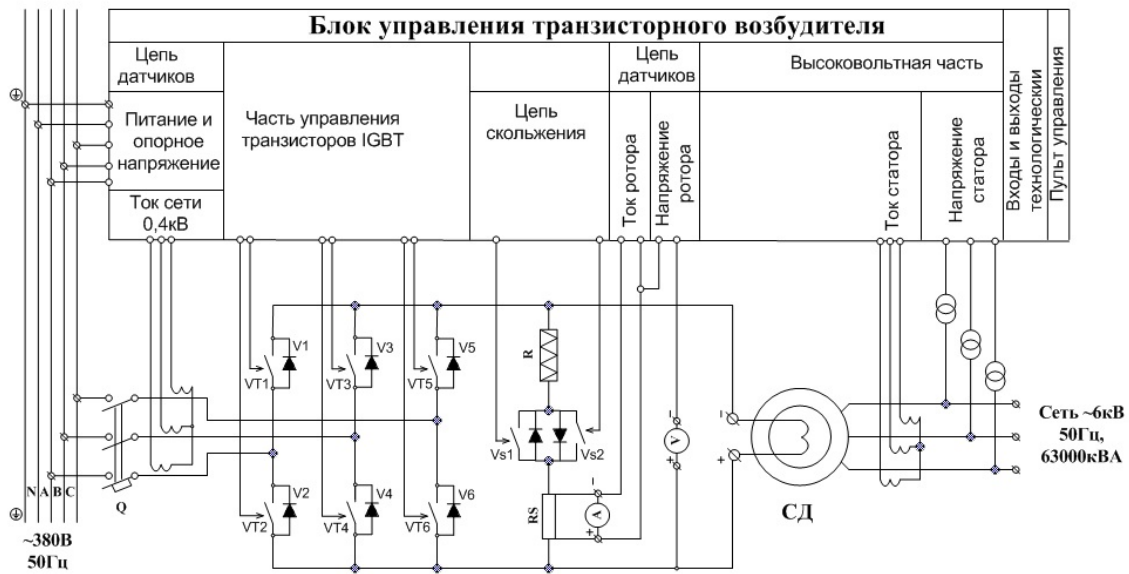 Блок управления транзисторного возбудителя
Цепь
датчиков
Питание и
опорное
напряжение
Ток сети
0,4кВ
Часть управления
транзисторов IGBT
Цепь
скольжения
Цепь
датчиков
Ток ротора
Напряжение
ротора
Высоковольтная часть
Ток статора
Напряжение
статора
Входы и выходы
технологический
Пульт управления
V1
V3
V5
VT1
VT3
VT5
R
Vs1
Vs2
V
-
+
-
+
Сеть ~6кВ
50Гц,
63000кВА
СД
N A B C
Q
V2
V4
V6
VT2
VT4
VT6
RS
-
A
+
~380В
50Гц